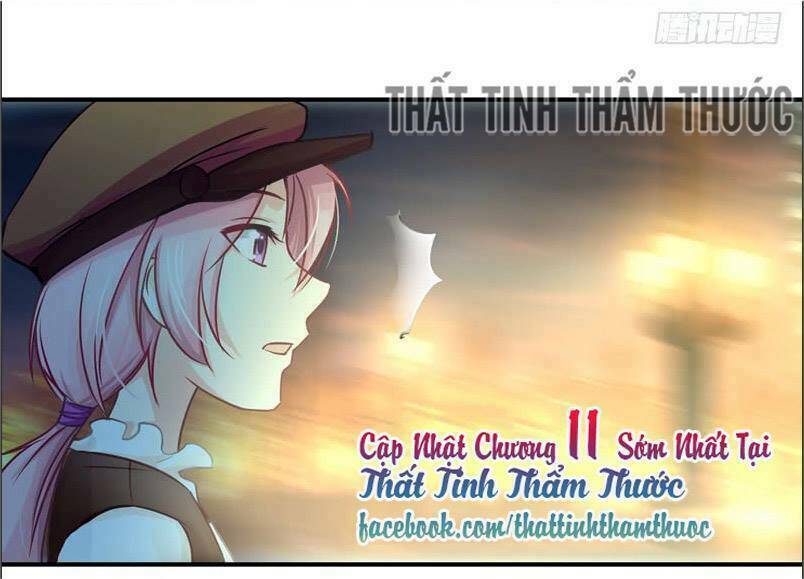 腾讯动漫
THẤT TINH THẨM THƯỚC
Cập Nhật Chương 11 Sớm Nhất Tại
Thất Tinh Thẩm Thước
facebook.com/thattinhthamthuoc